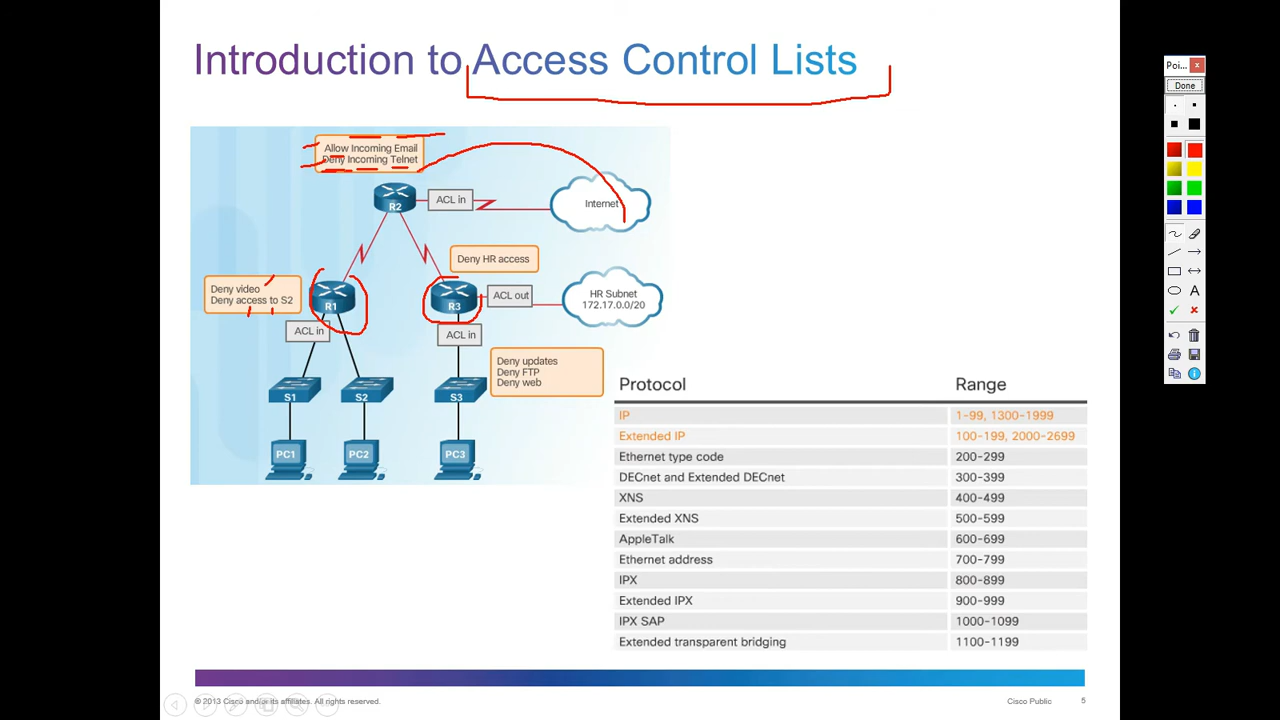 Introduction to Access Control Lists
Poi...
x
Done
Allow Incoming Email
Deny Incoming Telnet
R2
ACL in
Internet
Deny HR access
Deny video
Deny access to S2
R1
R3
ACL out
HR Subnet
172.17.0.0/20
ACL in
ACL in
Deny updates
Deny FTP
Deny web
S1
S2
S3
PC1
PC2
PC3
Protocol Range
IP 1-99, 1300-1999
Extended IP 100-199, 2000-2699
Ethernet type code 200-299
DECnet and Extended DECnet 300-399
XNS 400-499
Extended XNS 500-599
AppleTalk 600-699
Ethernet address 700-799
IPX 800-899
Extended IPX 900-999
IPX SAP 1000-1099
Extended transparent bridging 1100-1199
A
© 2013 Cisco and/or its affiliates. All rights reserved.
Cisco Public
5